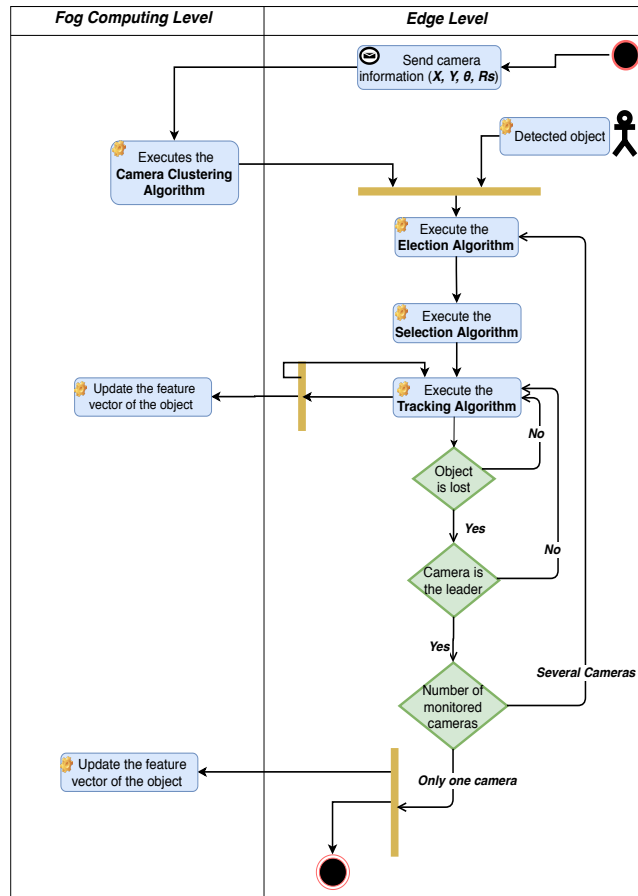 Fog Computing Level
Edge Level
Send camera
information (X, Y, θ, Rs)
Detected object
Executes the
Camera Clustering
Algorithm
Execute the
Election Algorithm
Execute the
Selection Algorithm
Update the feature
vector of the object
Execute the
Tracking Algorithm
No
Object
is lost
Yes
No
Camera is
the leader
Yes
Several Cameras
Number of
monitored
cameras
Update the feature
vector of the object
Only one camera